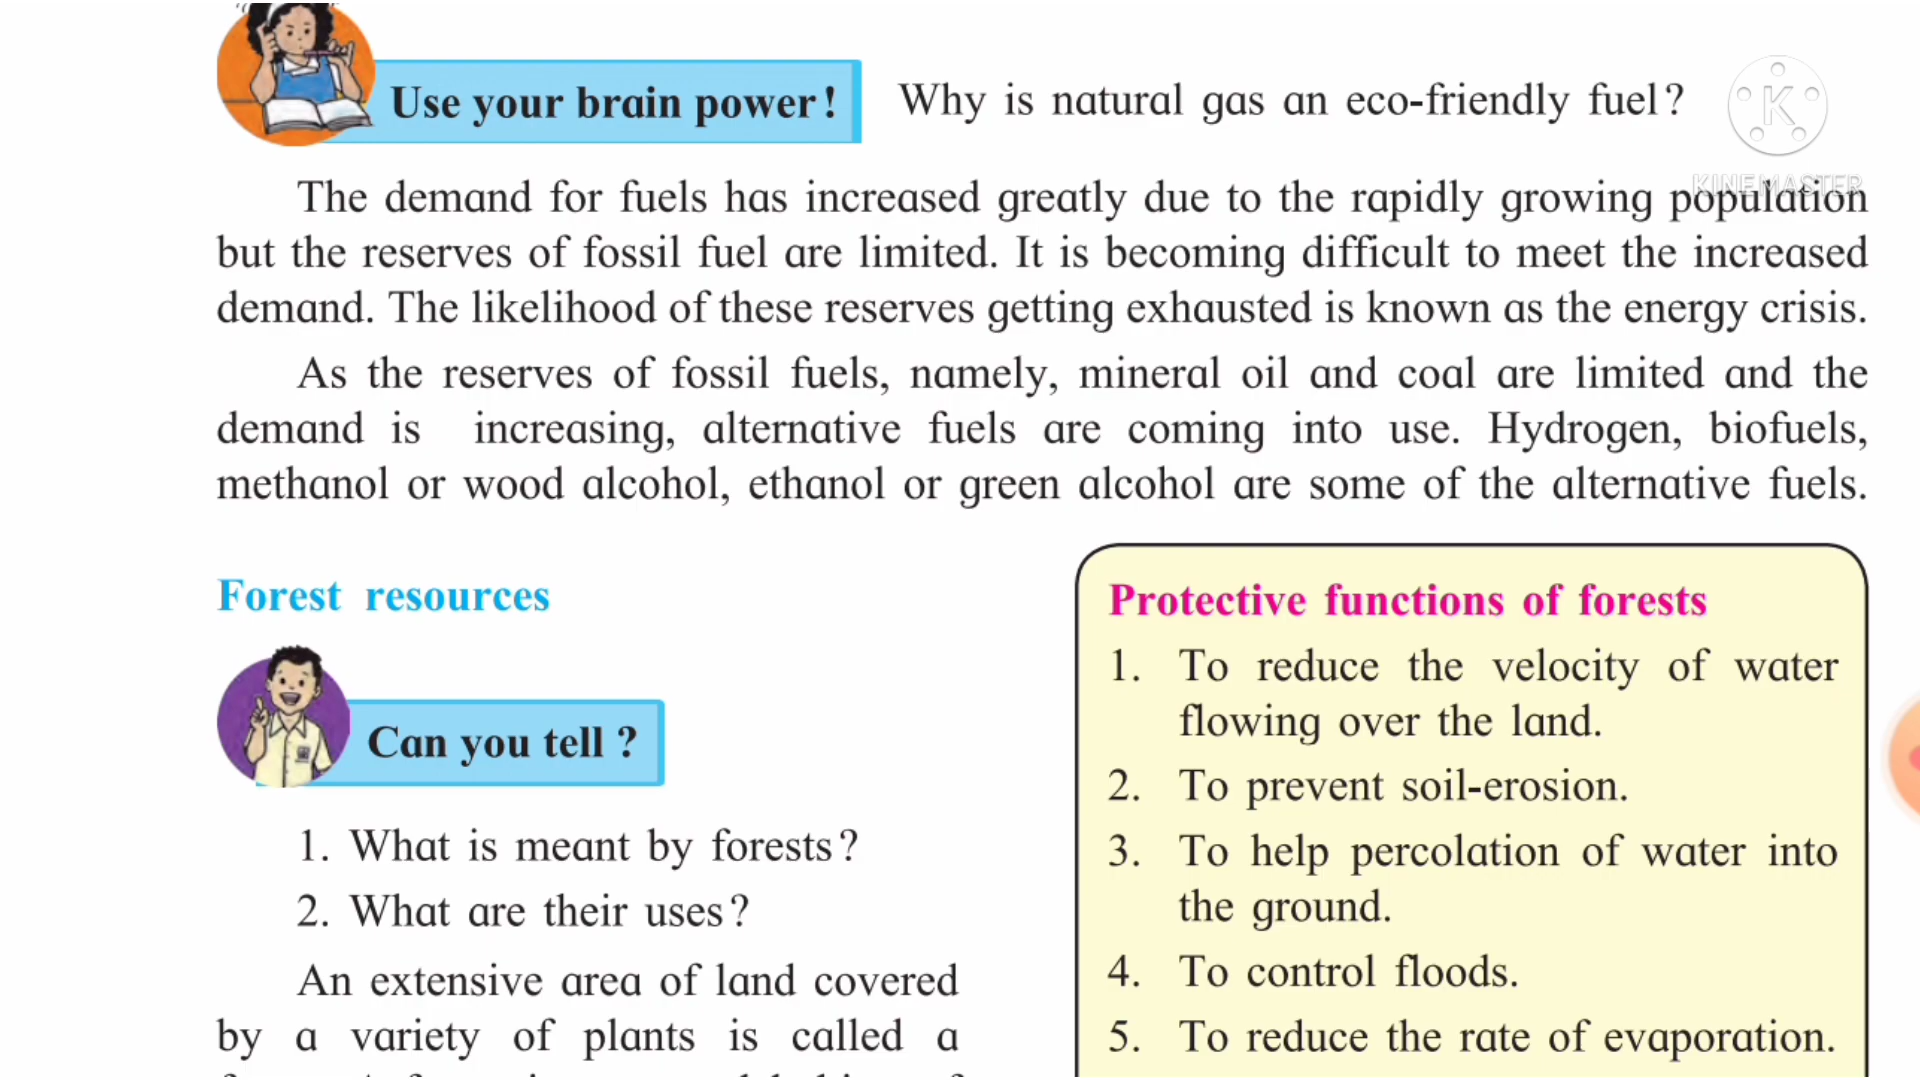 Use your brain power!
Why is natural gas an eco-friendly fuel?
K
KINEMASTER
The demand for fuels has increased greatly due to the rapidly growing population
but the reserves of fossil fuel are limited. It is becoming difficult to meet the increased
demand. The likelihood of these reserves getting exhausted is known as the energy crisis.
As the reserves of fossil fuels, namely, mineral oil and coal are limited and the
demand is increasing, alternative fuels are coming into use. Hydrogen, biofuels,
methanol or wood alcohol, ethanol or green alcohol are some of the alternative fuels.
Forest resources
Can you tell?
1. What is meant by forests?
2. What are their uses?
An extensive area of land covered
by a variety of plants is called a
Protective functions of forests
1. To reduce the velocity of water
flowing over the land.
2. To prevent soil-erosion.
3. To help percolation of water into
the ground.
4. To control floods.
5. To reduce the rate of evaporation.